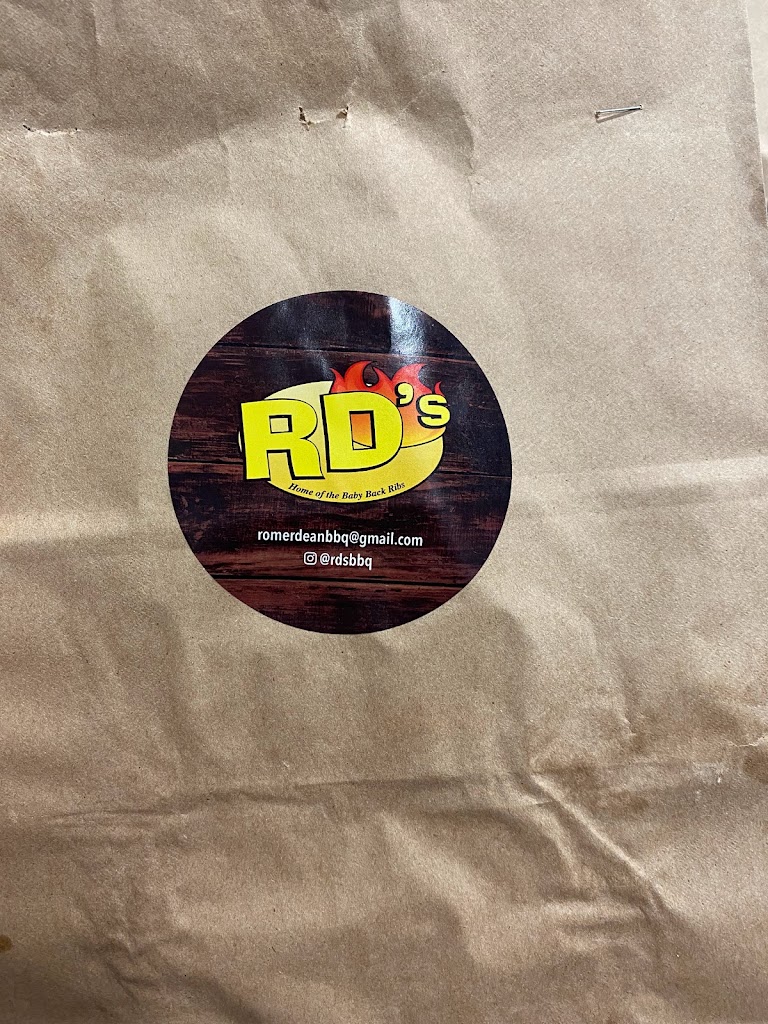 RD's
Home of the Baby Back Ribs
romerdeanbbq@gmail.com
@rdsbbq